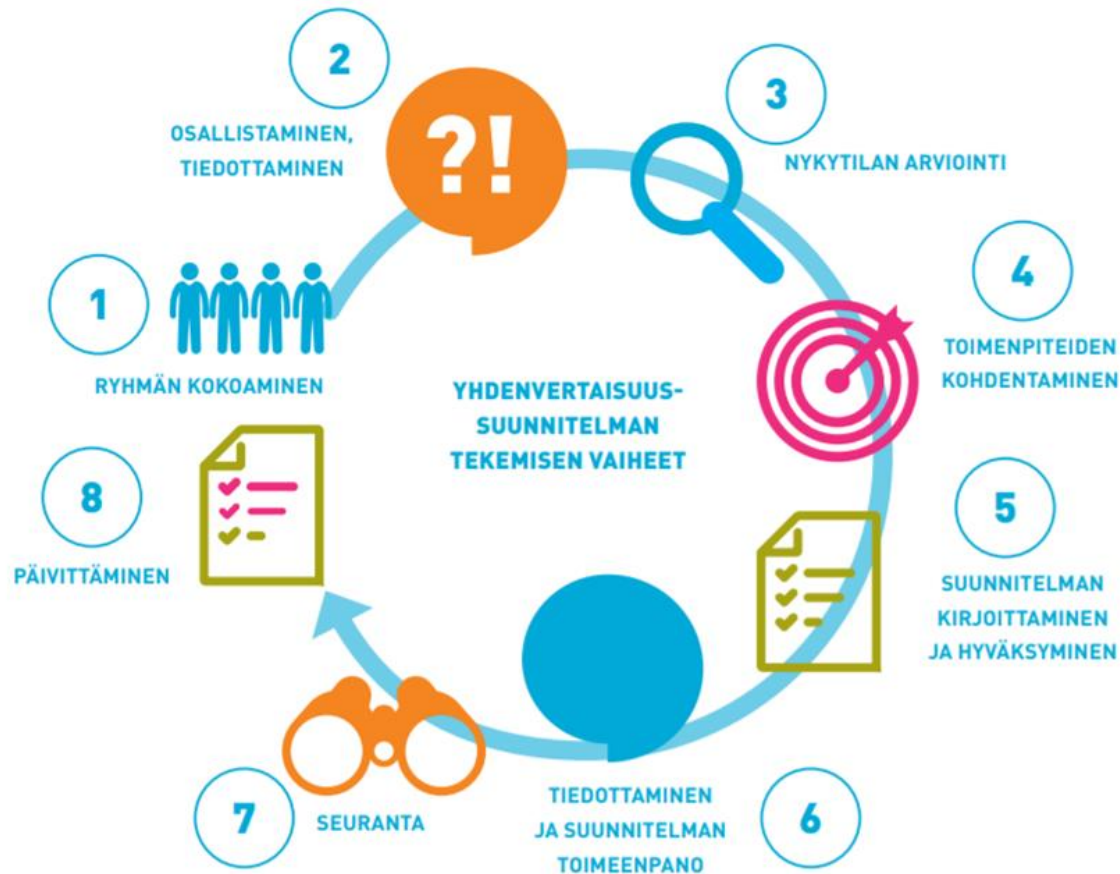 YHDENVERTAISUUS-
SUUNNITELMAN
TEKEMISEN VAIHEET
1
RYHMÄN KOKOAMINEN
2
OSALLISTAMINEN,
TIEDOTTAMINEN
?!
3
NYKYTILAN ARVIOINTI
4
TOIMENPITEIDEN
KOHDENTAMINEN
5
SUUNNITELMAN
KIRJOITTAMINEN
JA HYVÄKSYMINEN
6
TIEDOTTAMINEN
JA SUUNNITELMAN
TOIMEENPANO
7
SEURANTA
8
PÄIVITTÄMINEN